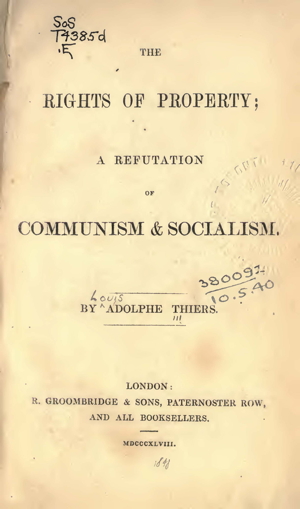 SoS
T4385d
.E
THE
RIGHTS OF PROPERTY;
A REFUTATION
OF
COMMUNISM & SOCIALISM.
Louis
BY ^ ADOLPHE THIERS.
380092
10.5.40
LONDON:
R. GROOMBRIDGE & SONS, PATERNOSTER ROW,
AND ALL BOOKSELLERS.
MDCCCXLVIII.
1848